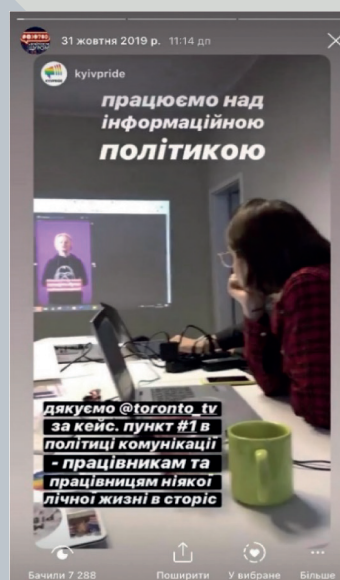 31 жовтня 2019 р. 11:14 дп
kyivpride
працюємо над
інформаційною
політикою
дякуємо @toronto_tv
за кейс. пункт #1 в
політиці комунікації
- працівникам та
працівницям ніякої
лічної жизні в сторіс
Бачили 7 288
Поширити
У вибране
Більше